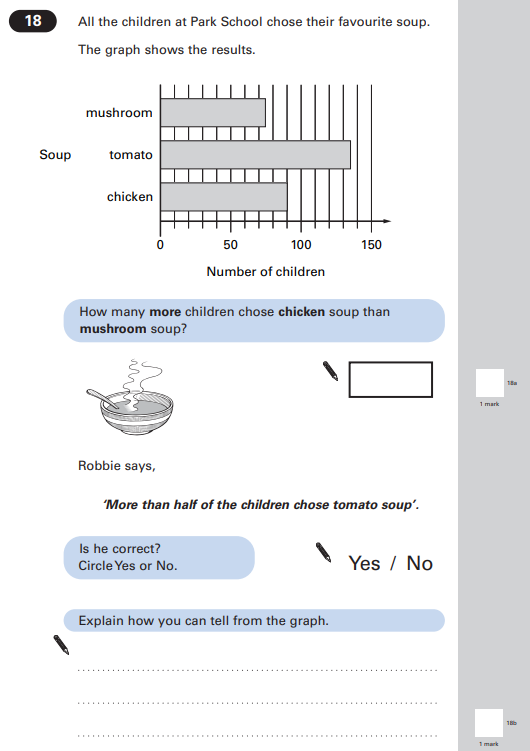 18 All the children at Park School chose their favourite soup.
The graph shows the results.
mushroom
Soup tomato
chicken
0 50 100 150
Number of children
How many more children chose chicken soup than
mushroom soup?
18a
1 mark
Robbie says,
‘More than half of the children chose tomato soup’.
Is he correct?
Circle Yes or No.
Yes / No
Explain how you can tell from the graph.
18b
1 mark